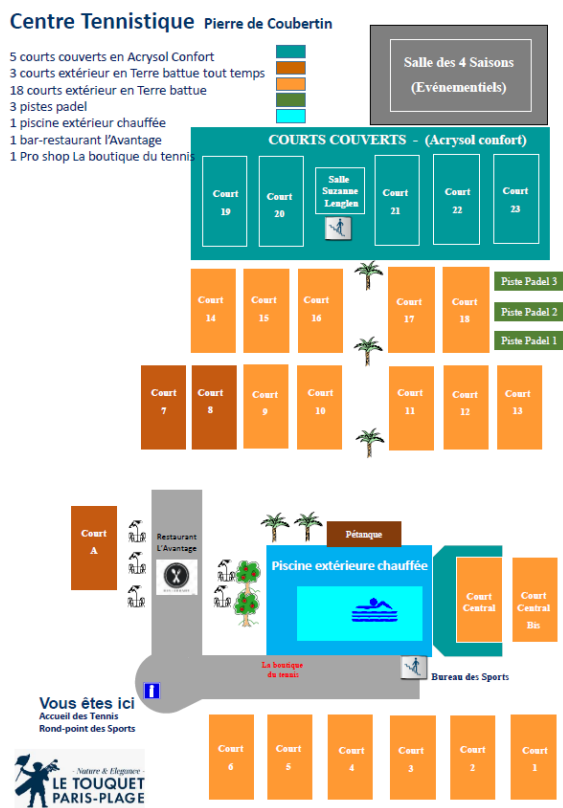 Centre Tennistique Pierre de Coubertin
5 courts couverts en Acrysol Confort
3 courts extérieur en Terre battue tout temps
18 courts extérieur en Terre battue
3 pistes padel
1 piscine extérieur chauffée
1 bar-restaurant l'Avantage
1 Pro shop La boutique du tennis
Salle des 4 Saisons
(Evénementiels)
COURTS COUVERTS - (Acrysol confort)
Court
19
Court
20
Salle
Suzanne
Lenglen
Court
21
Court
22
Court
23
Court
14
Court
15
Court
16
Court
17
Court
18
Piste Padel 3
Piste Padel 2
Piste Padel 1
Court
7
Court
8
Court
9
Court
10
Court
11
Court
12
Court
13
Court
A
Restaurant
L'Avantage
Pétanque
Piscine extérieure chauffée
Court
Central
Court
Central
Bis
La boutique
du tennis
Bureau des Sports
i
Vous êtes ici
Accueil des Tennis
Rond-point des Sports
Court
6
Court
5
Court
4
Court
3
Court
2
Court
1
- Nature & Elegance -
LE TOUQUET
PARIS-PLAGE